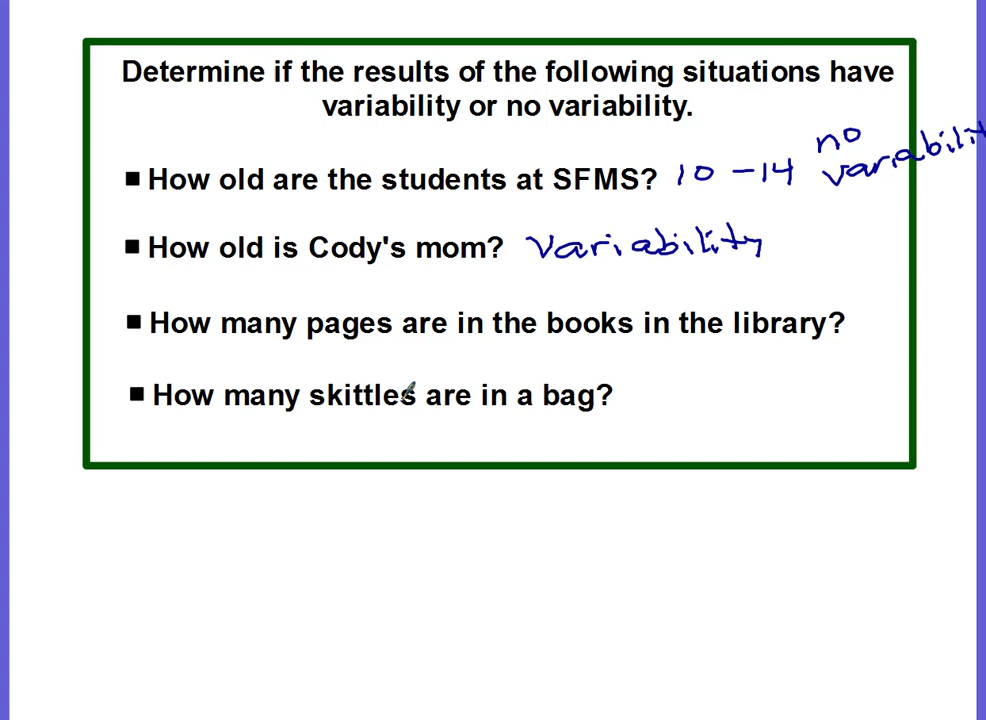 Determine if the results of the following situations have
variability or no variability.
■ How old are the students at SFMS? 10 - 14 no
variabilit
■ How old is Cody's mom? variability
■ How many pages are in the books in the library?
■ How many skittles are in a bag?